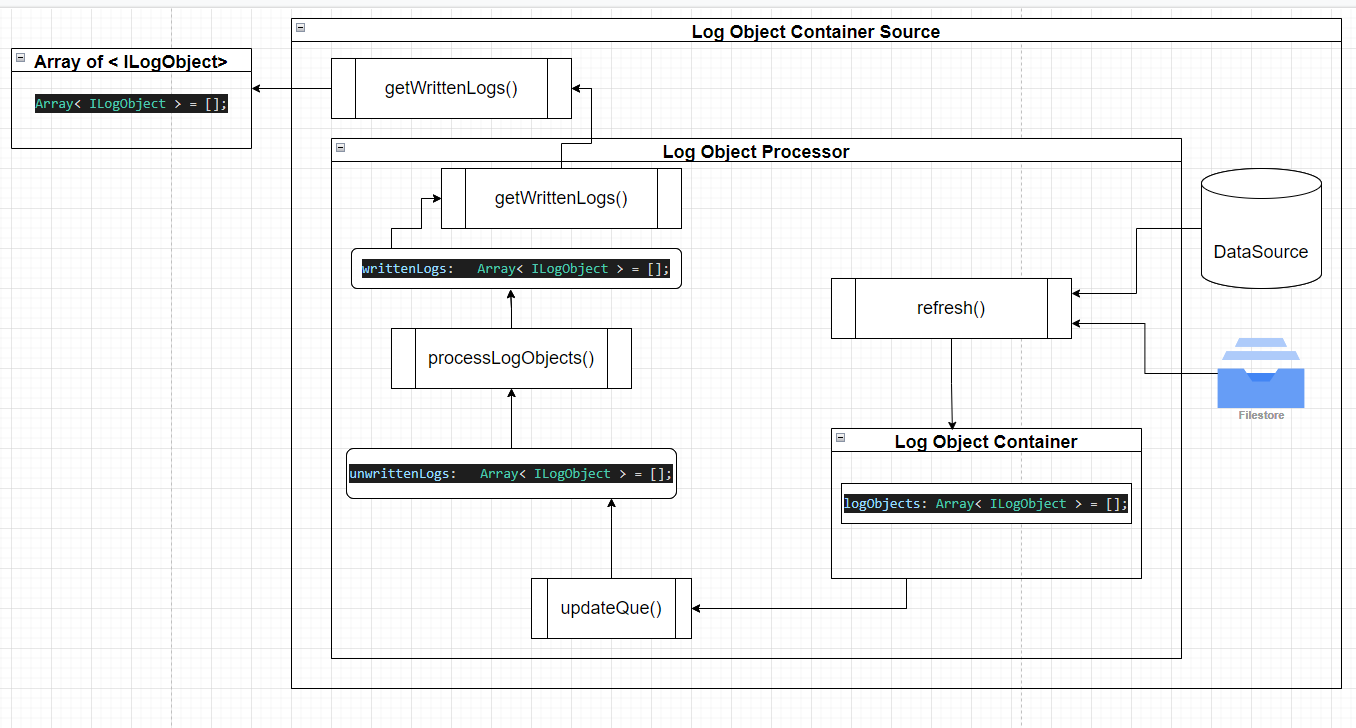 Log Object Container Source
Array of < ILogObject>
Array< ILogObject > = [];
getWrittenLogs()
Log Object Processor
getWrittenLogs()
writtenLogs: Array< ILogObject > = [];
DataSource
refresh()
processLogObjects()
Filestore
Log Object Container
unwrittenLogs: Array< ILogObject > = [];
logObjects: Array< ILogObject > = [];
updateQue()